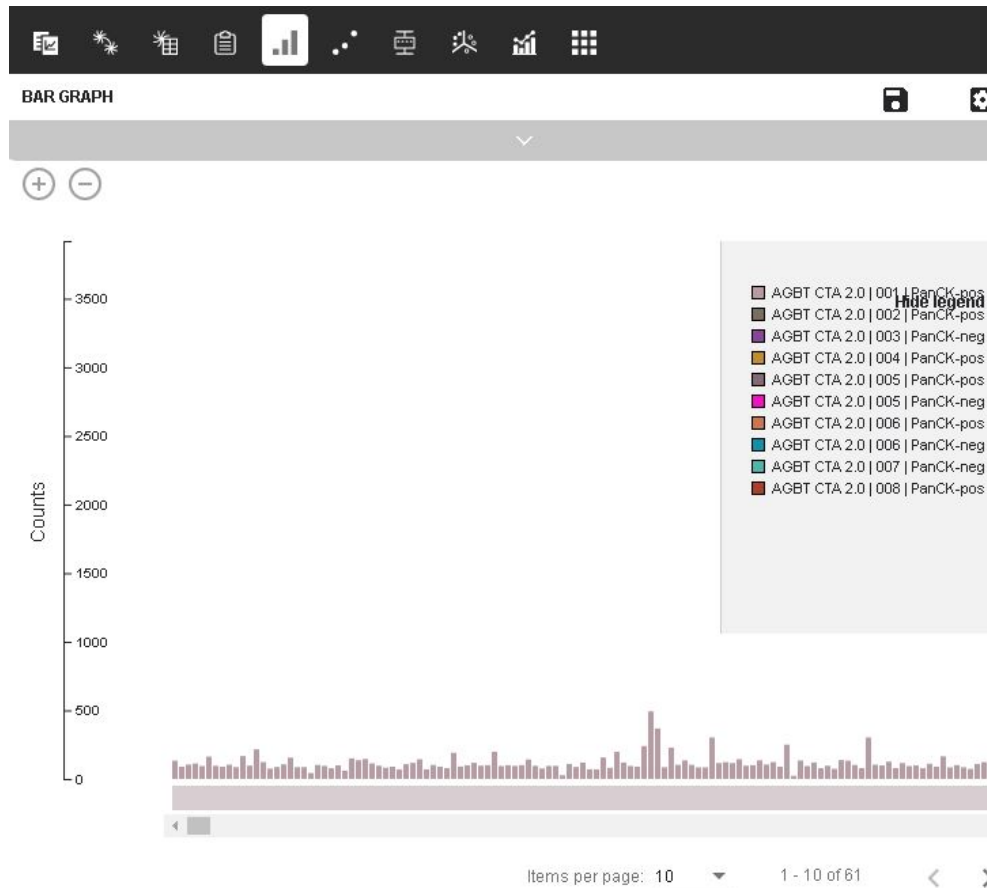 BAR GRAPH
3500
3000
2500
2000
1500
1000
500
0
Counts
Hide legend
AGBT CTA 2.0 | 001 | PanCK-pos
AGBT CTA 2.0 | 002 | PanCK-pos
AGBT CTA 2.0 | 003 | PanCK-neg
AGBT CTA 2.0 | 004 | PanCK-pos
AGBT CTA 2.0 | 005 | PanCK-pos
AGBT CTA 2.0 | 005 | PanCK-neg
AGBT CTA 2.0 | 006 | PanCK-pos
AGBT CTA 2.0 | 006 | PanCK-neg
AGBT CTA 2.0 | 007 | PanCK-neg
AGBT CTA 2.0 | 008 | PanCK-pos
Items per page: 10 1 - 10 of 61